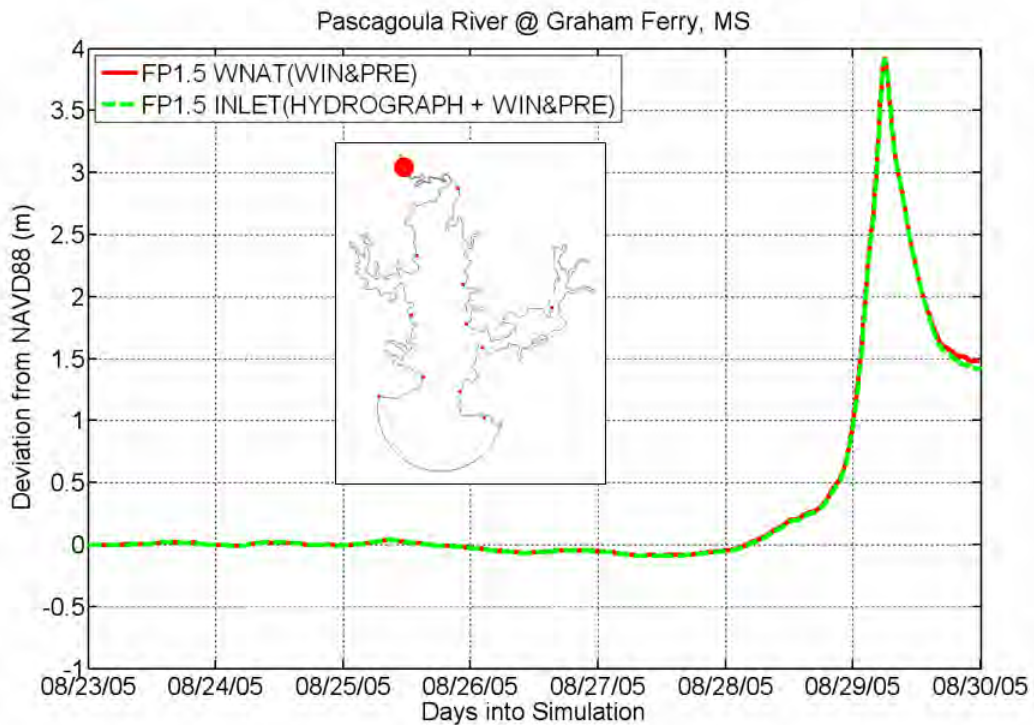 Pascagoula River @ Graham Ferry, MS
4
3.5
3
2.5
2
1.5
1
0.5
0
-0.5
-1
Deviation from NAVD88 (m)
FP1.5 WNAT(WIN&PRE)
FP1.5 INLET(HYDROGRAPH + WIN&PRE)
08/23/05 08/24/05 08/25/05 08/26/05 08/27/05 08/28/05 08/29/05 08/30/05
Days into Simulation